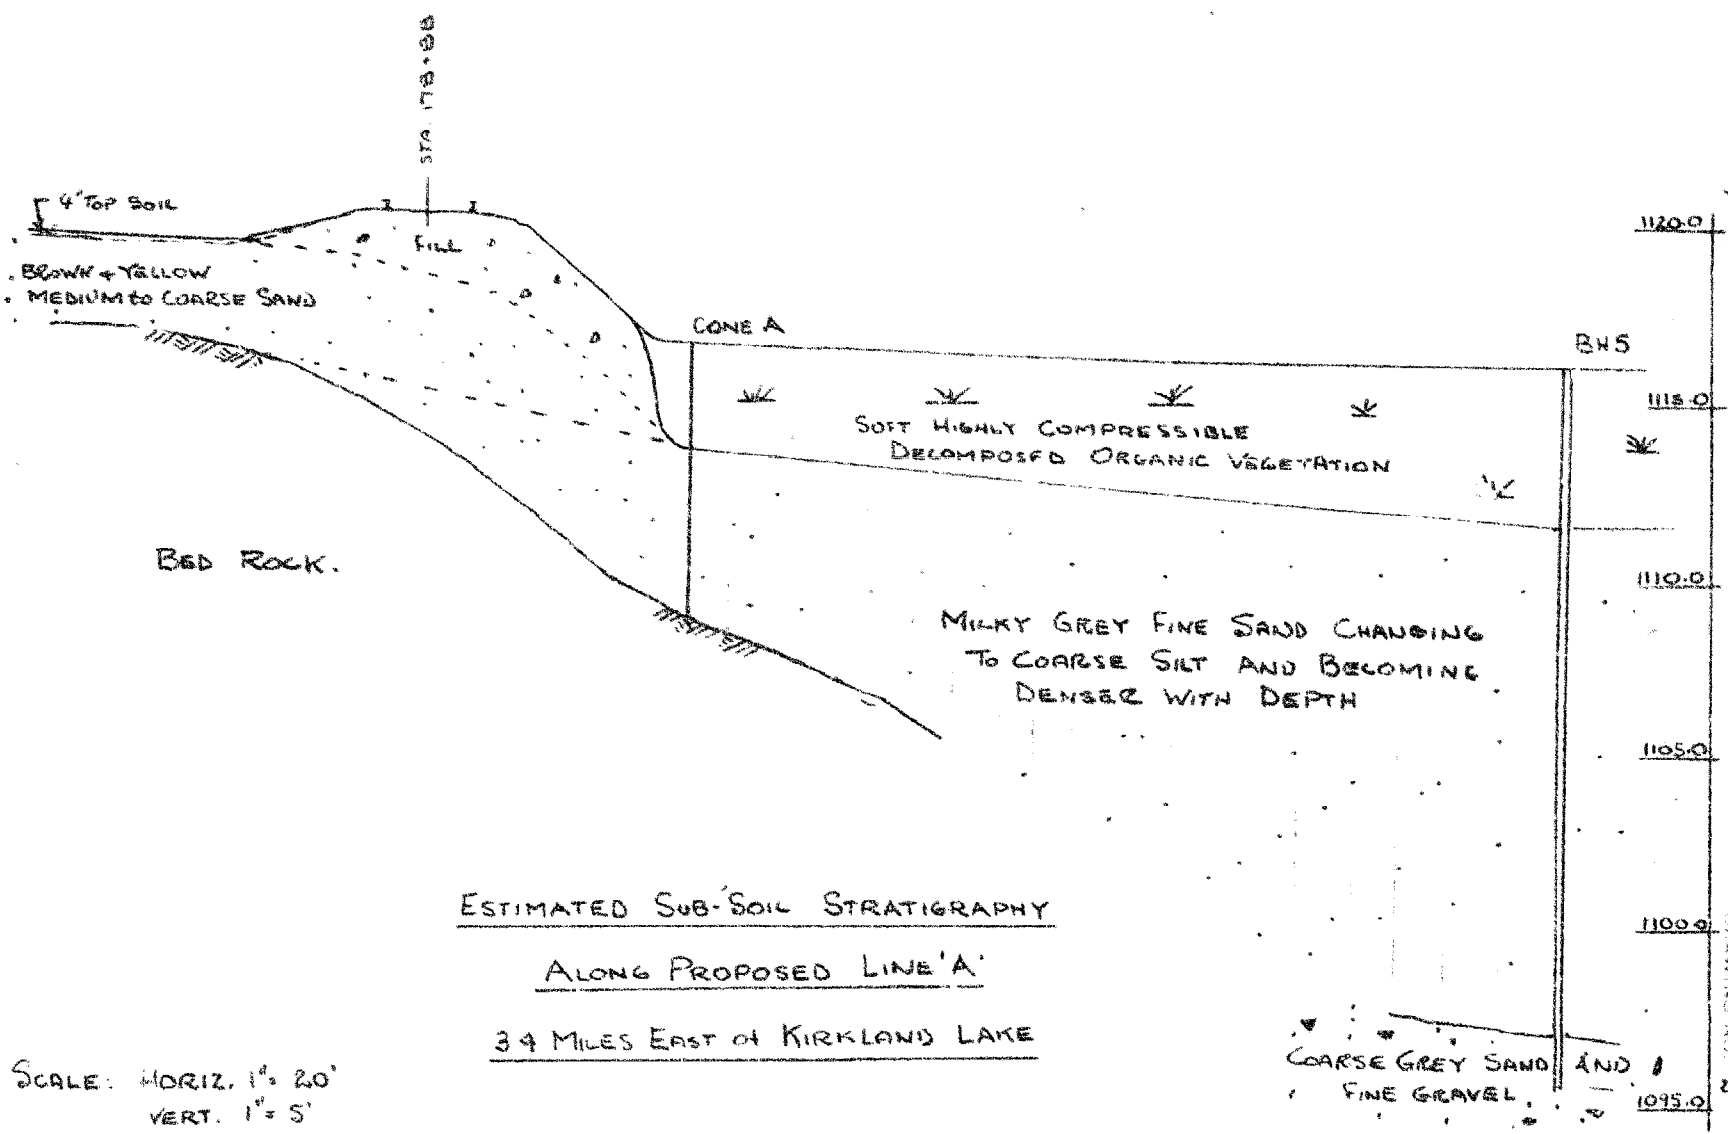 STA. 178+88
4" TOP SOIL
FILL
BROWN + YELLOW
MEDIUM to COARSE SAND
CONE A
BH5
1120.0
1115.0
SOFT HIGHLY COMPRESSIBLE
DECOMPOSED ORGANIC VEGETATION
BED ROCK.
1110.0
MILKY GREY FINE SAND CHANGING
TO COARSE SILT AND BECOMING
DENSER WITH DEPTH
1105.0
1100.0
ESTIMATED SUB-SOIL STRATIGRAPHY
ALONG PROPOSED LINE 'A'
MILES EAST of KIRKLAND LAKE
COARSE GREY SAND AND
FINE GRAVEL.
1095.0
SCALE: HORIZ. 1"= 20'
VERT. 1"= 5'